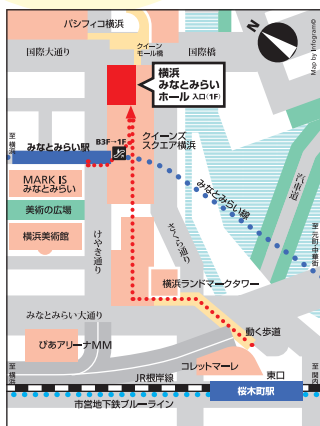 パシフィコ横浜
国際大通り
クイーン
モール橋
国際橋
N
Map by Infogram©
横浜
みなとみらい
ホール 入口(1F)
至 横浜
みなとみらい駅
B3F→1F
クイーンズ
スクエア横浜
MARK IS
みなとみらい
みなとみらい線
汽車道
美術の広場
横浜美術館
けやき通り
さくら通り
至 元町・中華街
横浜ランドマークタワー
みなとみらい大通り
動く歩道
ぴあアリーナMM
コレットマーレ
至 横浜
JR根岸線
東口
至 関内
桜木町駅
市営地下鉄ブルーライン